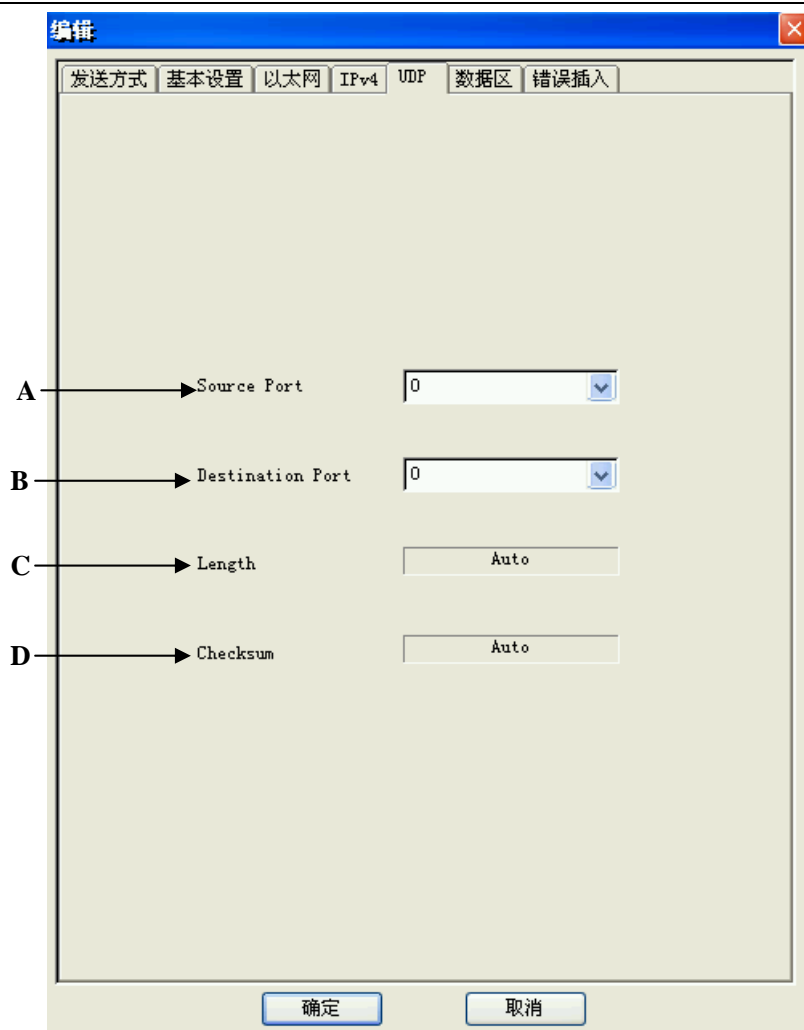 编辑
发送方式 基本设置 以太网 IPv4 UDP 数据区 错误插入
A Source Port 0
B Destination Port 0
C Length Auto
D Checksum Auto
确定 取消